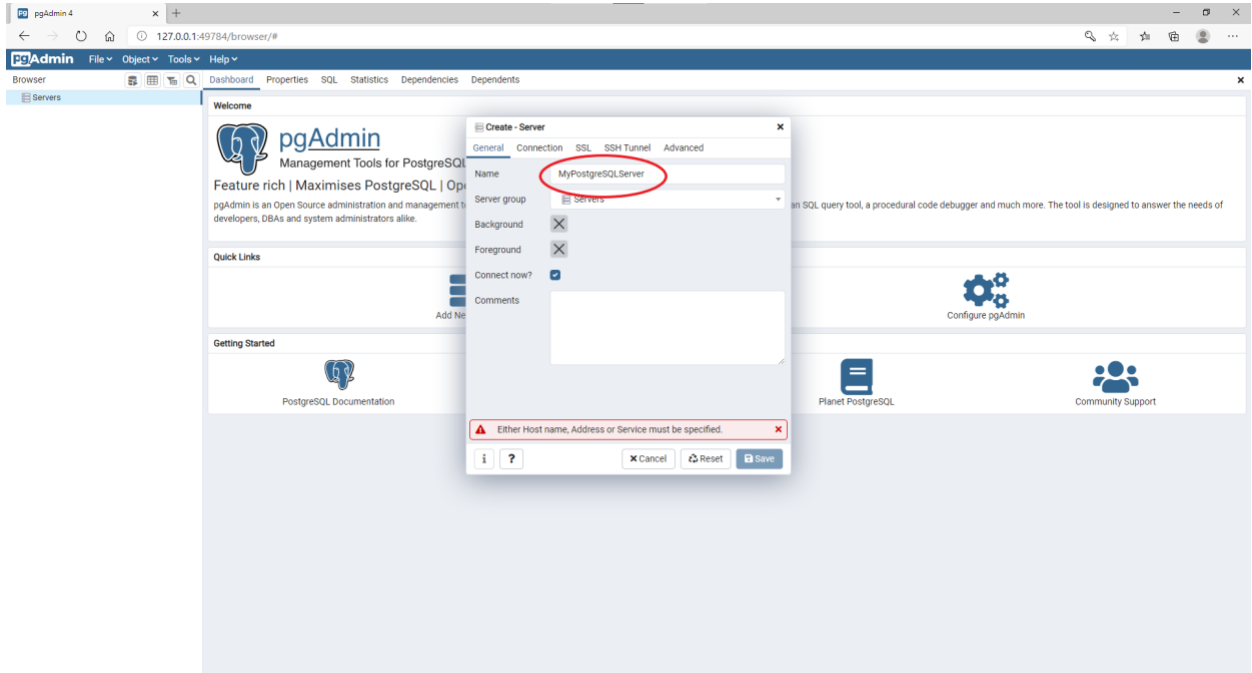 pgAdmin 4
127.0.0.1:49784/browser/#
PgAdmin File Object Tools Help
Browser
Dashboard Properties SQL Statistics Dependencies Dependents
Servers
Welcome
pgAdmin
Management Tools for PostgreSQL
Feature rich | Maximises PostgreSQL | Op
pgAdmin is an Open Source administration and management t
an SQL query tool, a procedural code debugger and much more. The tool is designed to answer the needs of
developers, DBAs and system administrators alike.
Quick Links
Add Ne
Configure pgAdmin
Getting Started
PostgreSQL Documentation
Planet PostgreSQL
Community Support
Create - Server
General Connection SSL SSH Tunnel Advanced
Name MyPostgreSQLServer
Server group Servers
Background
Foreground
Connect now?
Comments
Either Host name, Address or Service must be specified.
i ? Cancel Reset Save